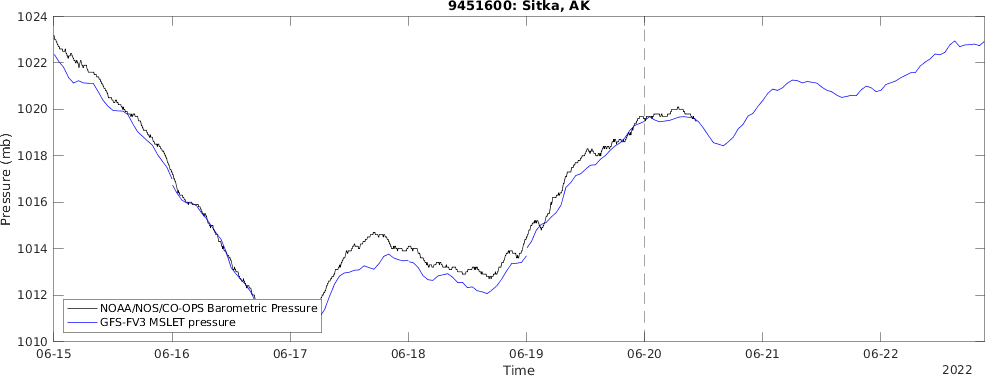 9451600: Sitka, AK
1024
1022
1020
1018
1016
1014
1012
1010
Pressure (mb)
NOAA/NOS/CO-OPS Barometric Pressure
GFS-FV3 MSLET pressure
06-15 06-16 06-17 06-18 06-19 06-20 06-21 06-22
Time
2022